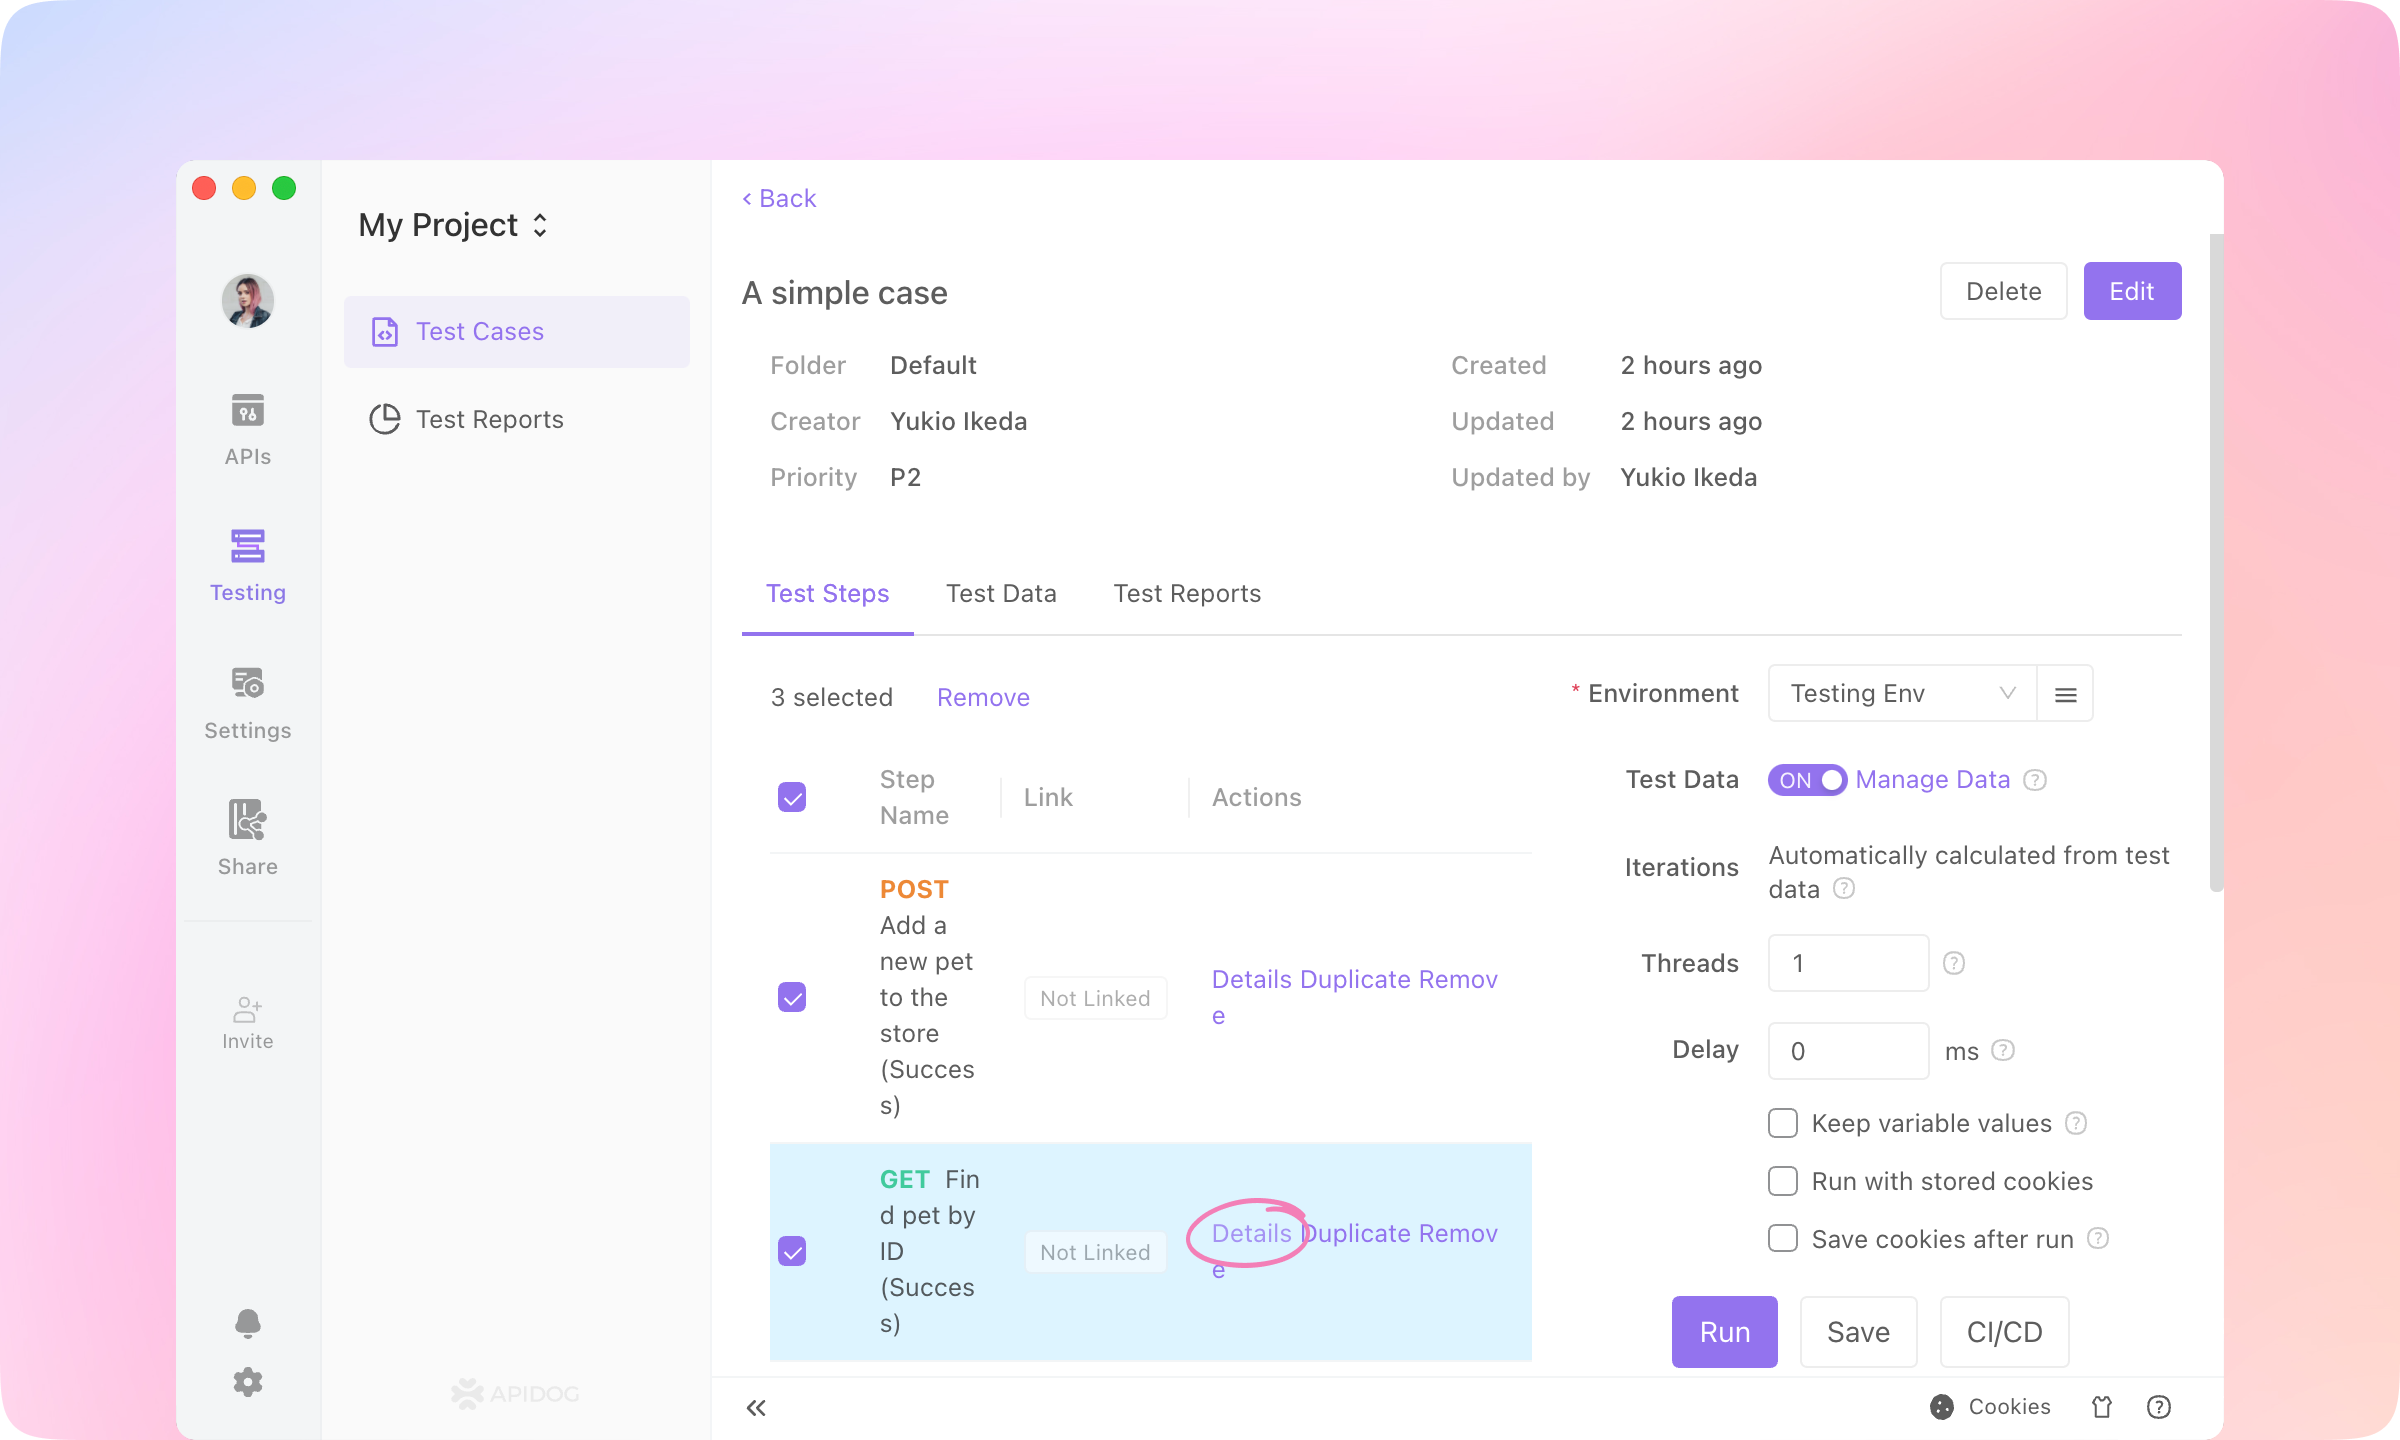 My Project
Test Cases
Test Reports
APIs
Testing
Settings
Share
Invite
APIDOG
Back
A simple case
Delete
Edit
Folder Default
Created 2 hours ago
Creator Yukio Ikeda
Updated 2 hours ago
Priority P2
Updated by Yukio Ikeda
Test Steps
Test Data
Test Reports
3 selected Remove
Step
Name
Link
Actions
POST
Add a
new pet
to the
store
(Succes
s)
Not Linked
Details Duplicate Remov
e
GET Fin
d pet by
ID
(Succes
s)
Not Linked
Details Duplicate Remov
e
* Environment Testing Env
Test Data ON Manage Data ?
Iterations Automatically calculated from test
data ?
Threads 1 ?
Delay 0 ms ?
Keep variable values ?
Run with stored cookies
Save cookies after run ?
Run
Save
CI/CD
Cookies
?